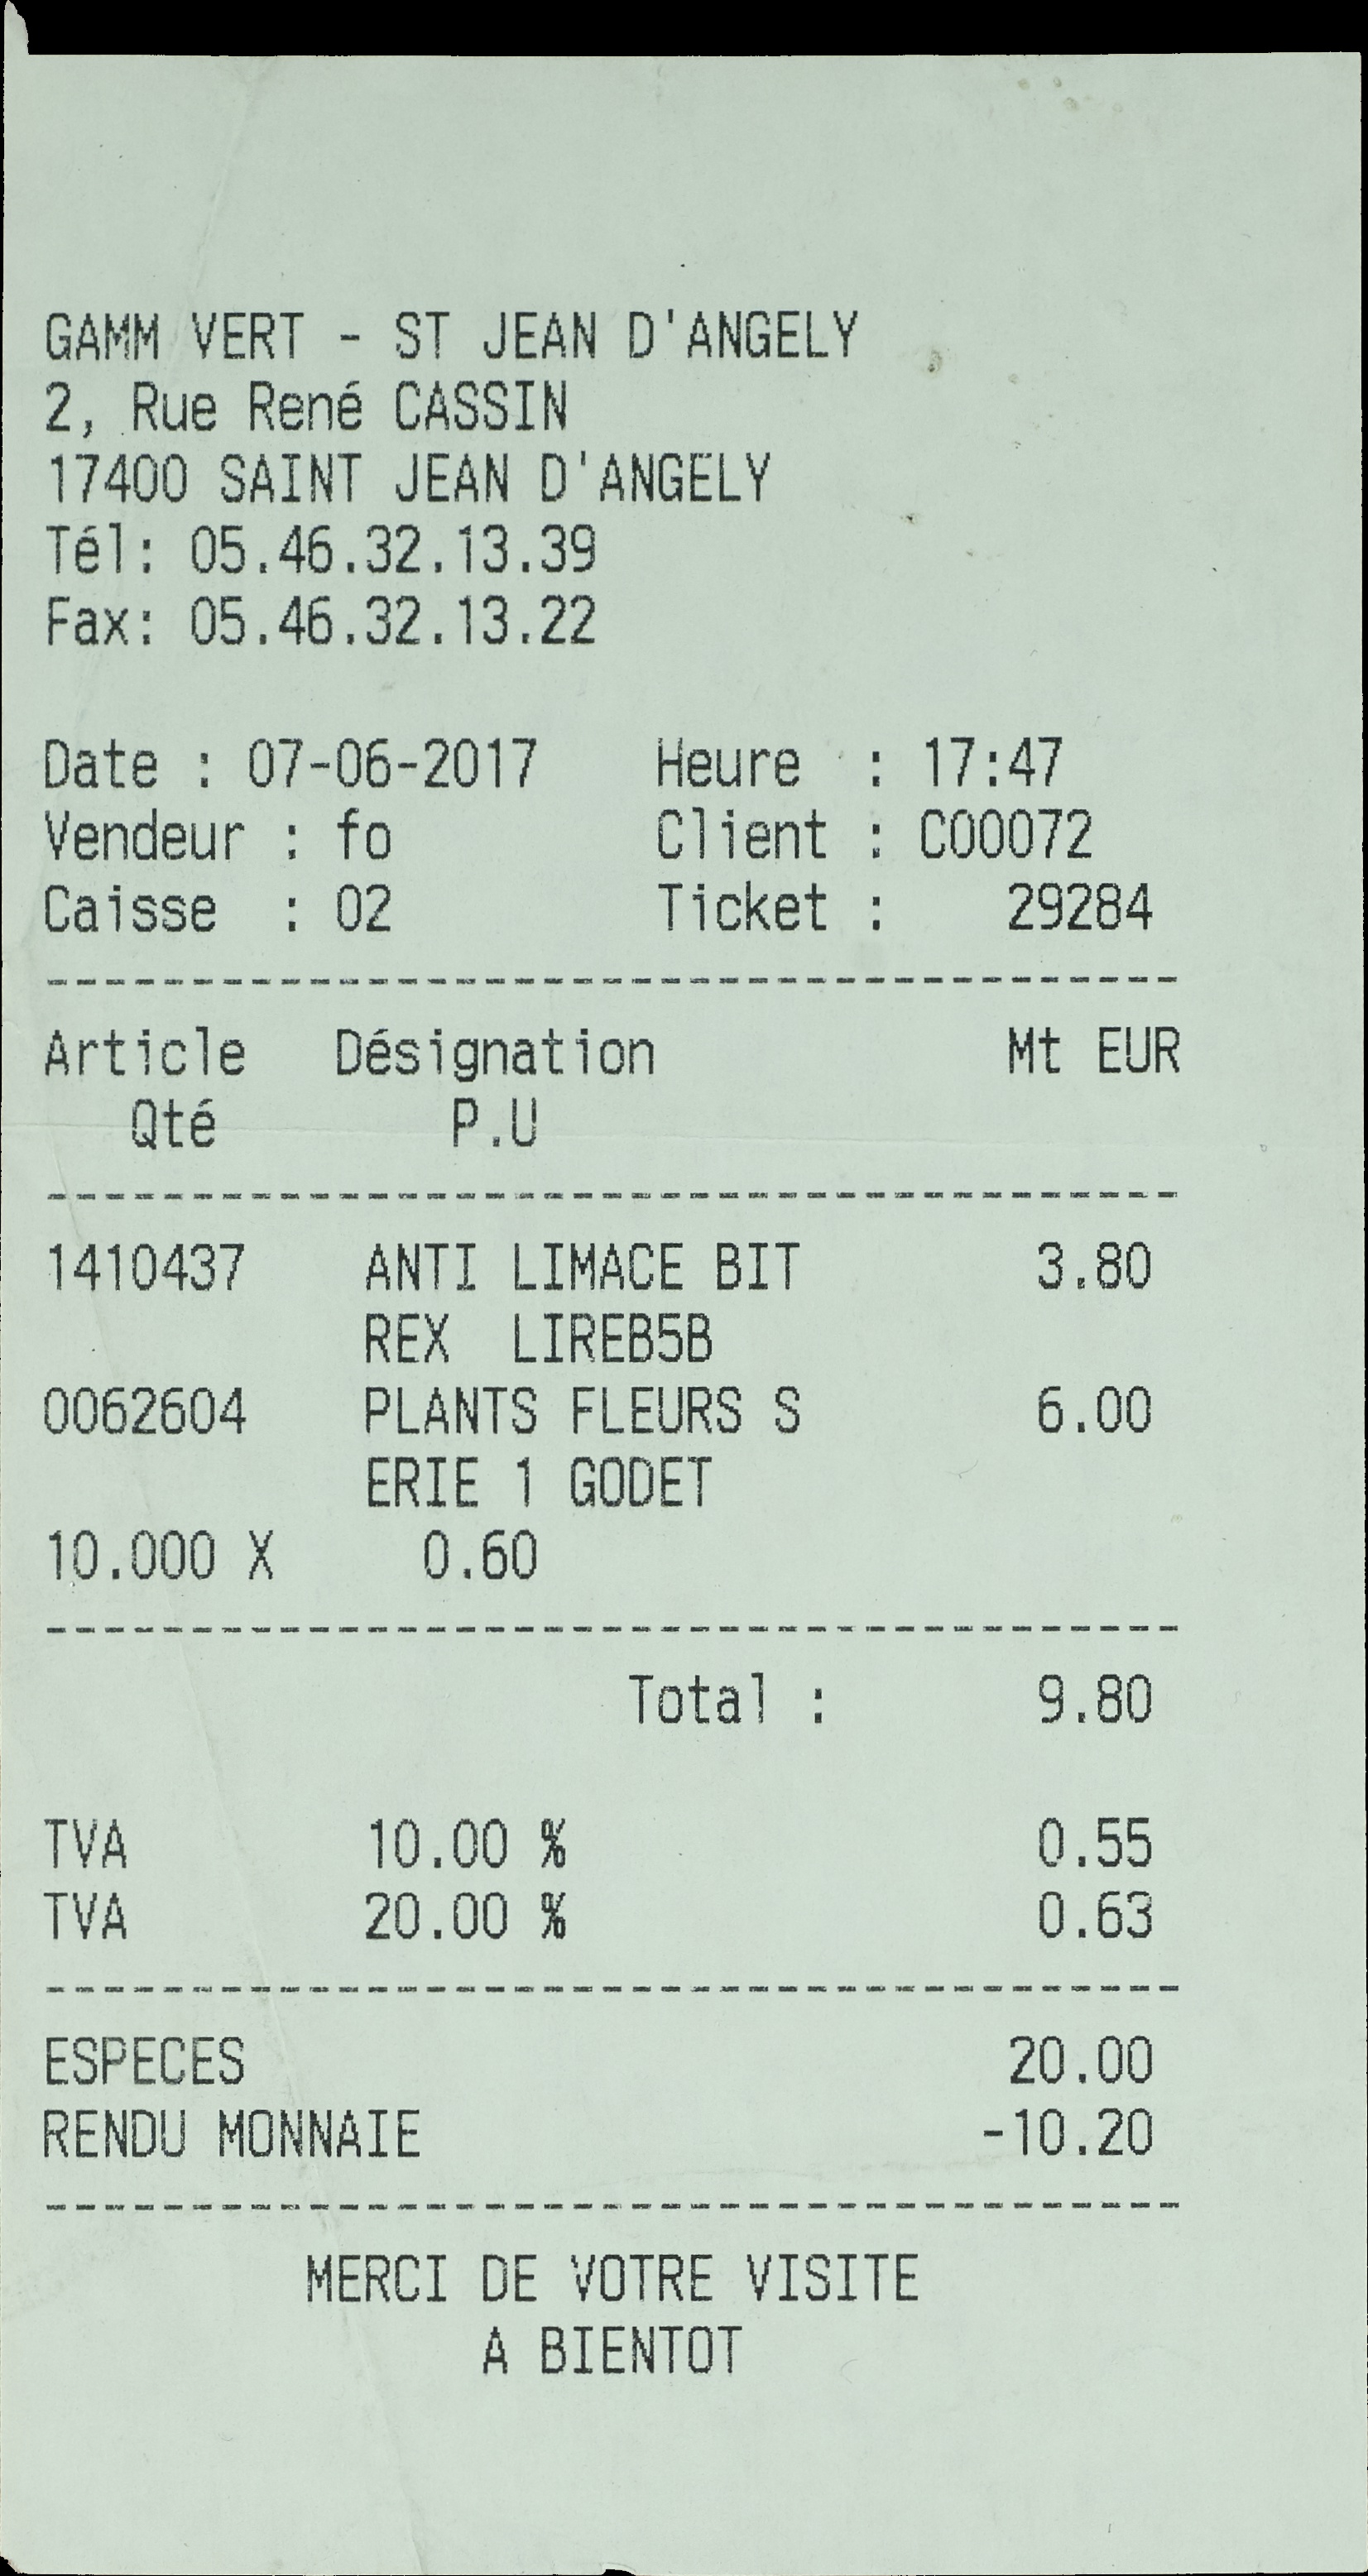 GAMM VERT - ST JEAN D'ANGELY
2, Rue René CASSIN
17400 SAINT JEAN D'ANGELY
Tél: 05.46.32.13.39
Fax: 05.46.32.13.22
Date : 07-06-2017 Heure : 17:47
Vendeur : fo Client : C00072
Caisse : 02 Ticket : 29284
----------------------------------------
Article Désignation Mt EUR
Qté P.U
----------------------------------------
1410437 ANTI LIMACE BIT 3.80
REX LIREB5B
0062604 PLANTS FLEURS S 6.00
ERIE 1 GODET
10.000 X 0.60
----------------------------------------
Total : 9.80
TVA 10.00 % 0.55
TVA 20.00 % 0.63
----------------------------------------
ESPECES 20.00
RENDU MONNAIE -10.20
----------------------------------------
MERCI DE VOTRE VISITE
A BIENTOT